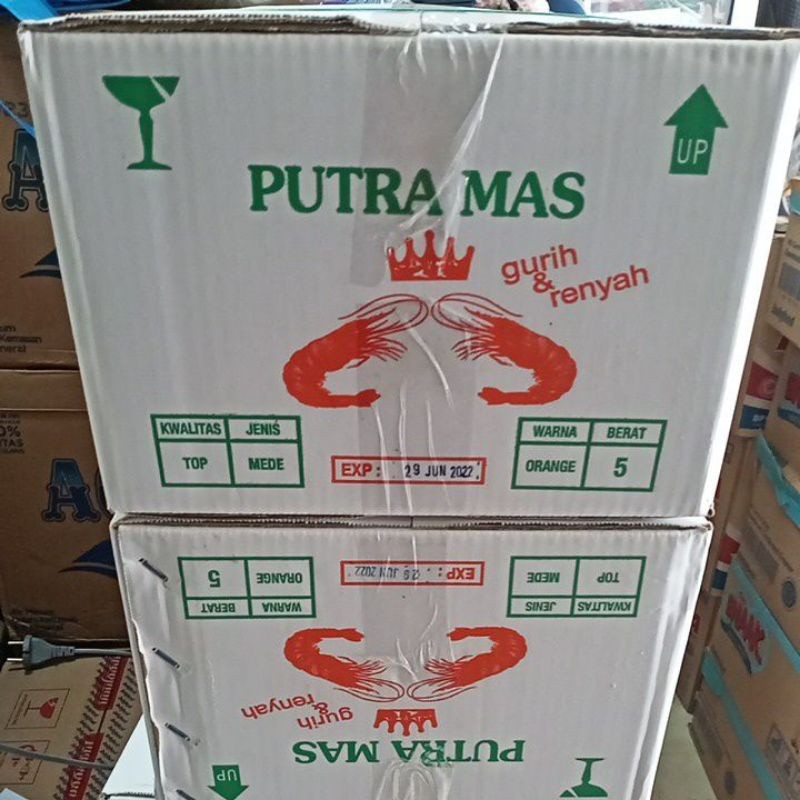 UP
PUTRA MAS
gurih
&
renyah
KWALITAS JENIS
TOP MEDE
EXP : 29 JUN 2022
WARNA BERAT
ORANGE 5
KWALITAS JENIS
TOP MEDE
EXP : 29 JUN 2022
WARNA BERAT
ORANGE 5
gurih
&
renyah
PUTRA MAS
UP